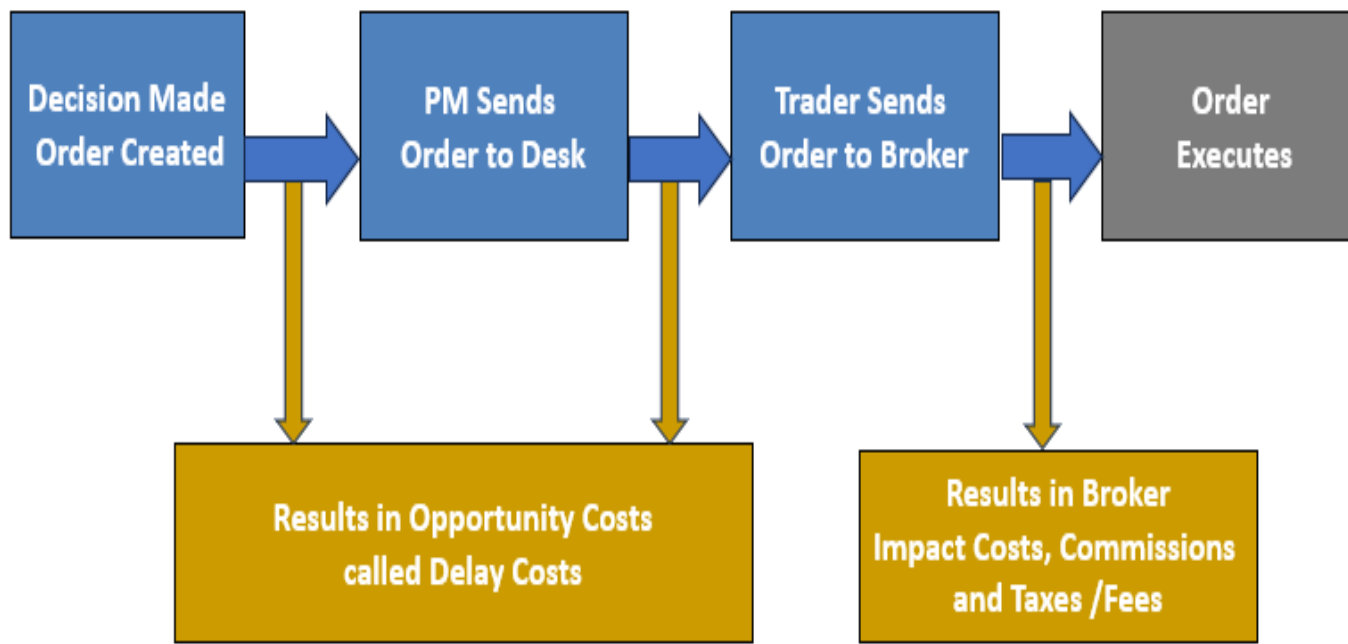 Decision Made
Order Created
PM Sends
Order to Desk
Trader Sends
Order to Broker
Order
Executes
Results in Opportunity Costs
called Delay Costs
Results in Broker
Impact Costs, Commissions
and Taxes /Fees